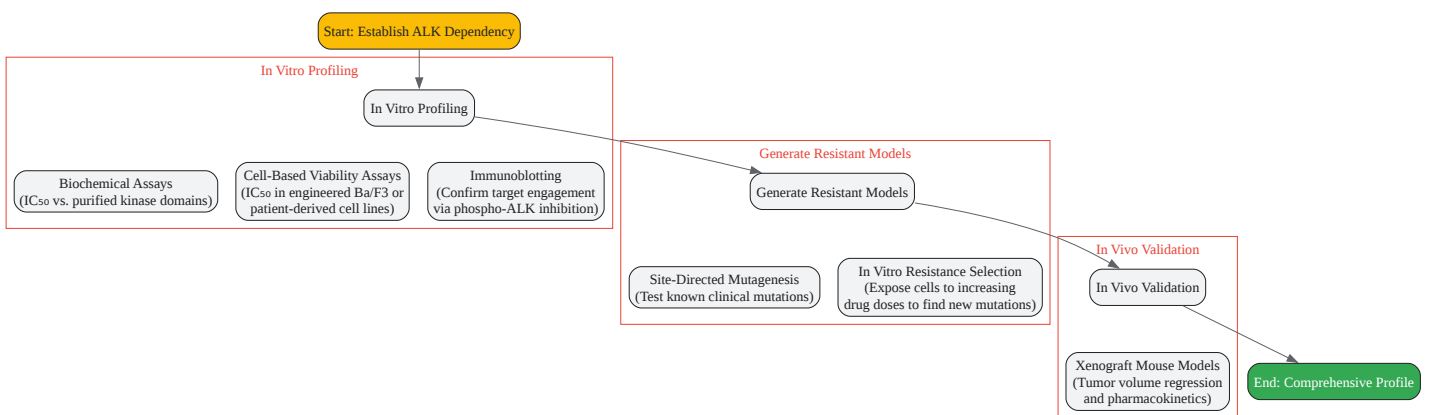 Start: Establish ALK Dependency
In Vitro Profiling
In Vitro Profiling
Biochemical Assays
(IC₅₀ vs. purified kinase domains)
Cell-Based Viability Assays
(IC₅₀ in engineered Ba/F3 or
patient-derived cell lines)
Immunoblotting
(Confirm target engagement
via phospho-ALK inhibition)
Generate Resistant Models
Generate Resistant Models
Site-Directed Mutagenesis
(Test known clinical mutations)
In Vitro Resistance Selection
(Expose cells to increasing
drug doses to find new mutations)
In Vivo Validation
In Vivo Validation
Xenograft Mouse Models
(Tumor volume regression
and pharmacokinetics)
End: Comprehensive Profile